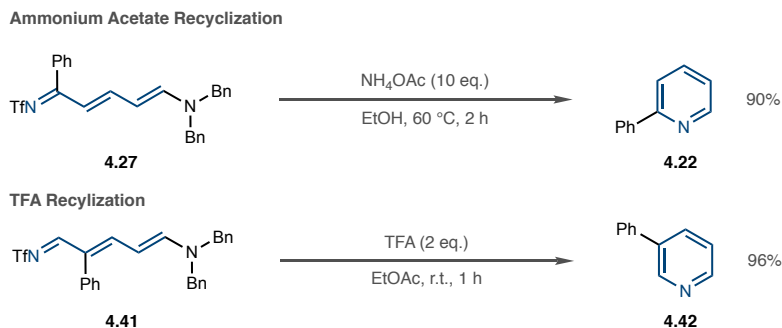 Ammonium Acetate Recyclization
Ph
TfN
N
Bn
Bn
4.27
NH₄OAc (10 eq.)
EtOH, 60 °C, 2 h
Ph
N
4.22
90%
TFA Recylization
TfN
Ph
N
Bn
Bn
4.41
TFA (2 eq.)
EtOAc, r.t., 1 h
Ph
N
4.42
96%